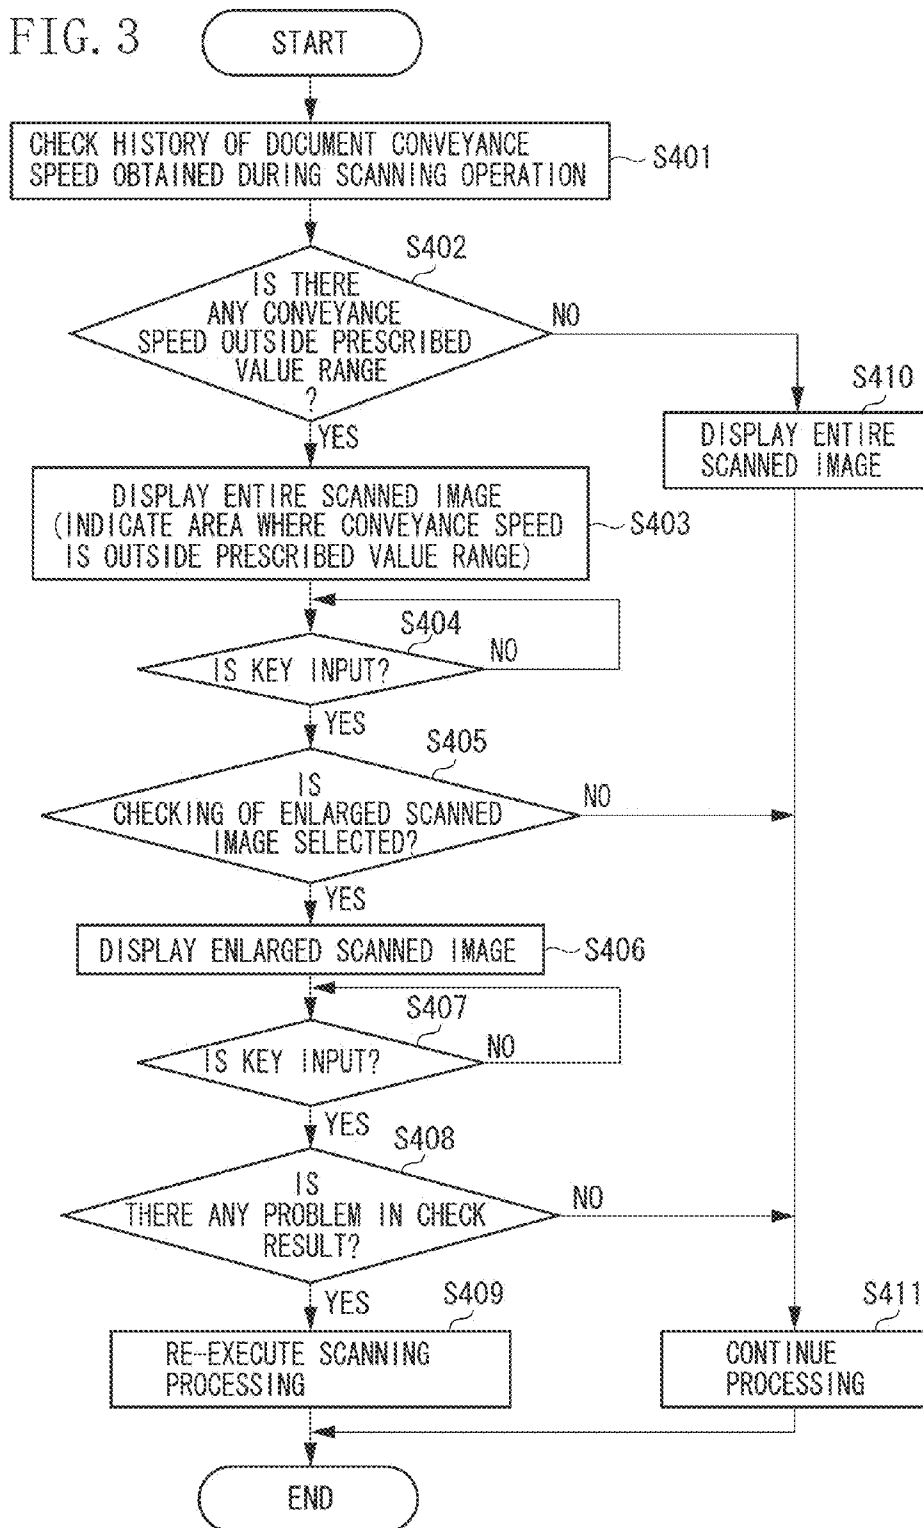 FIG. 3
START
CHECK HISTORY OF DOCUMENT CONVEYANCE
SPEED OBTAINED DURING SCANNING OPERATION
S401
S402
IS THERE
ANY CONVEYANCE
SPEED OUTSIDE PRESCRIBED
VALUE RANGE
?
NO
YES
S410
DISPLAY ENTIRE
SCANNED IMAGE
DISPLAY ENTIRE SCANNED IMAGE
(INDICATE AREA WHERE CONVEYANCE SPEED
IS OUTSIDE PRESCRIBED VALUE RANGE)
S403
S404
IS KEY INPUT?
NO
YES
S405
IS
CHECKING OF ENLARGED SCANNED
IMAGE SELECTED?
NO
YES
DISPLAY ENLARGED SCANNED IMAGE
S406
S407
IS KEY INPUT?
NO
YES
S408
IS
THERE ANY PROBLEM IN CHECK
RESULT?
NO
YES
S409
RE-EXECUTE SCANNING
PROCESSING
S411
CONTINUE
PROCESSING
END